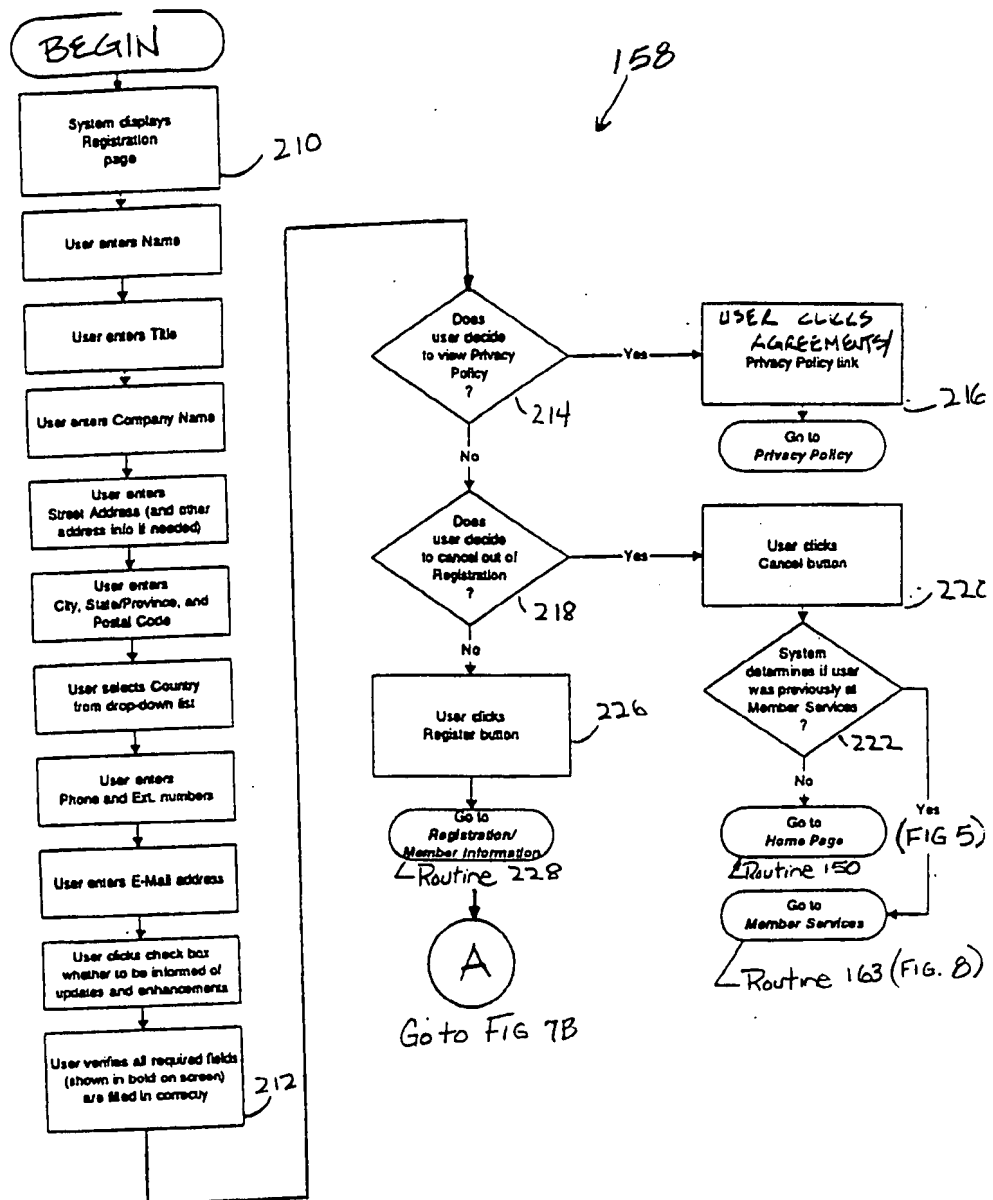 BEGIN
158
System displays
Registration
page
210
User enters Name
User enters Title
User enters Company Name
User enters
Street Address (and other
address info if needed)
User enters
City, State/Province, and
Postal Code
User selects Country
from drop-down list
User enters
Phone and Ext. numbers
User enters E-Mail address
User clicks check box
whether to be informed of
updates and enhancements
User verifies all required fields
(shown in bold on screen)
are filled in correctly
212
Does
user decide
to view Privacy
Policy
?
214
Yes
USER CLICKS
AGREEMENTS/
Privacy Policy link
216
Go to
Privacy Policy
No
Does
user decide
to cancel out of
Registration
?
218
Yes
User clicks
Cancel button
220
System
determines if user
was previously at
Member Services
?
222
No
Go to
Home Page
Routine 150
Yes
(FIG 5)
Go to
Member Services
Routine 163 (FIG. 8)
No
User clicks
Register button
226
Go to
Registration/
Member Information
Routine 228
A
Go to FIG 7B